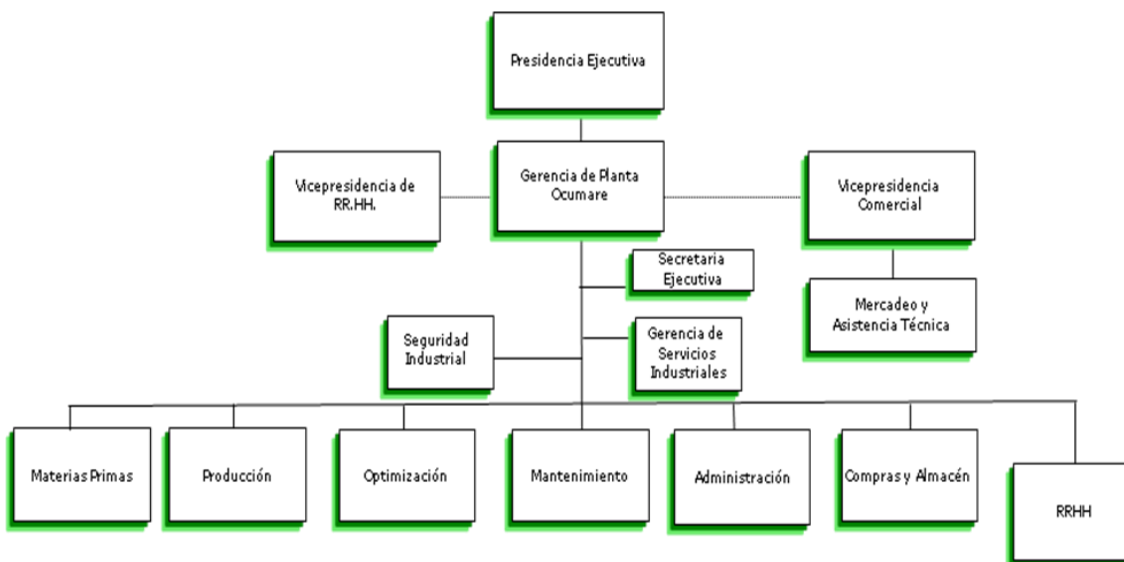 Presidencia Ejecutiva
Vicepresidencia de
RR.HH.
Gerencia de Planta
Ocumare
Vicepresidencia
Comercial
Secretaria
Ejecutiva
Mercadeo y
Asistencia Técnica
Seguridad
Industrial
Gerencia de
Servicios
Industriales
Materias Primas
Producción
Optimización
Mantenimiento
Administración
Compras y Almacén
RRHH